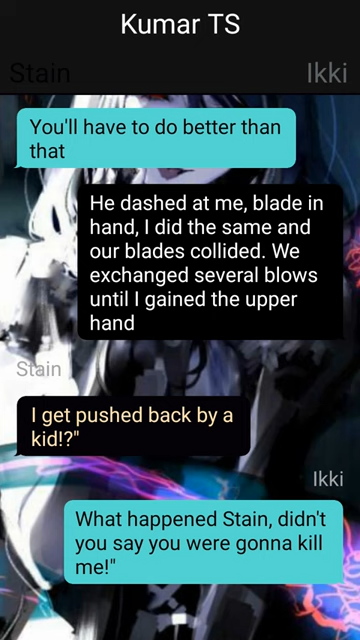 Kumar TS
Stain
Ikki
You'll have to do better than
that
He dashed at me, blade in
hand, I did the same and
our blades collided. We
exchanged several blows
until I gained the upper
hand
Stain
I get pushed back by a
kid!?"
Ikki
What happened Stain, didn't
you say you were gonna kill
me!"